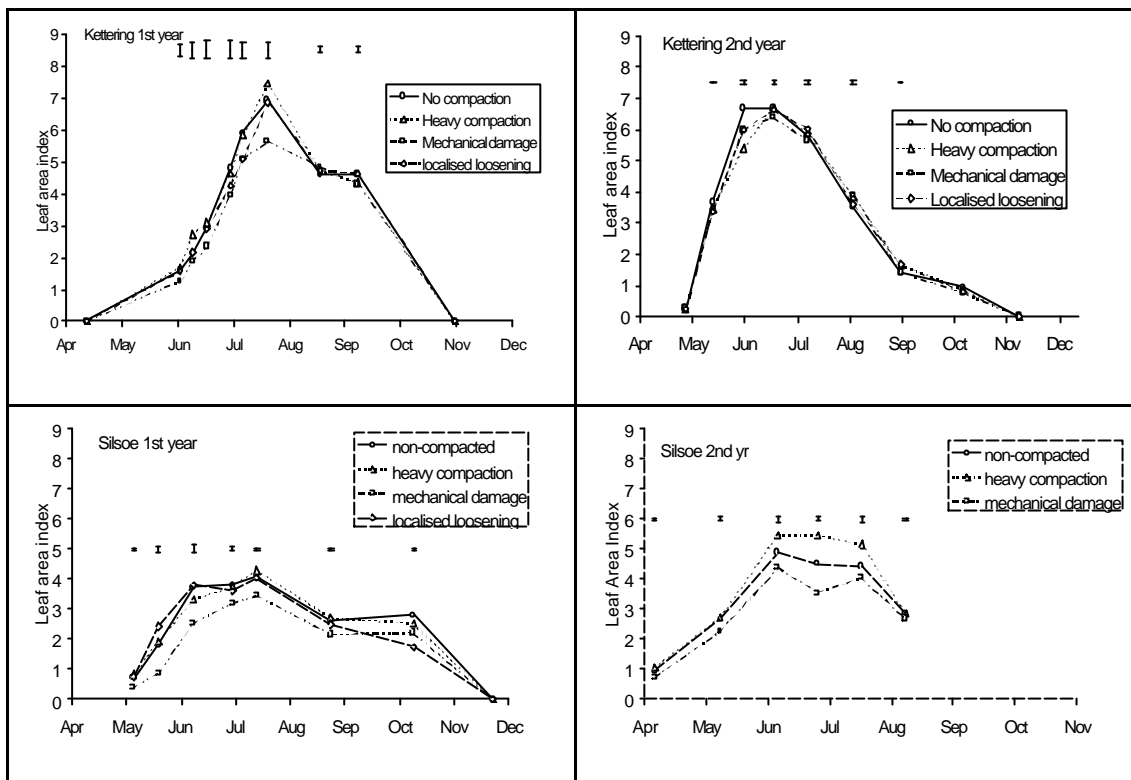 Kettering 1st year
Leaf area index
9
8
7
6
5
4
3
2
1
0
No compaction
Heavy compaction
Mechanical damage
localised loosening
Apr May Jun Jul Aug Sep Oct Nov Dec
Kettering 2nd year
Leaf area index
9
8
7
6
5
4
3
2
1
0
No compaction
Heavy compaction
Mechanical damage
Localised loosening
Apr May Jun Jul Aug Sep Oct Nov Dec
Silsoe 1st year
Leaf area index
9
8
7
6
5
4
3
2
1
0
non-compacted
heavy compaction
mechanical damage
localised loosening
Apr May Jun Jul Aug Sep Oct Nov Dec
Silsoe 2nd yr
Leaf Area Index
9
8
7
6
5
4
3
2
1
0
non-compacted
heavy compaction
mechanical damage
Apr May Jun Jul Aug Sep Oct Nov